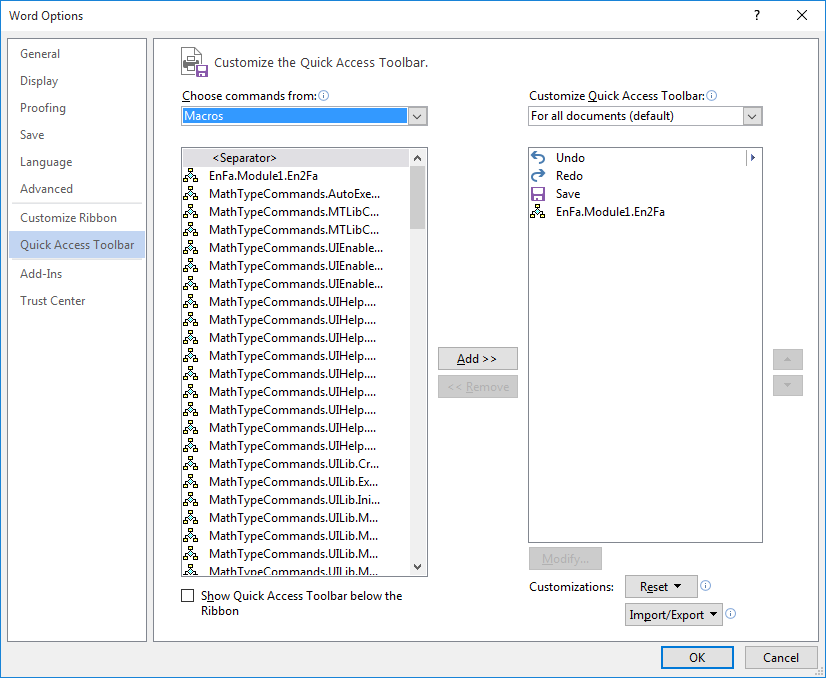 Word Options
?
General
Display
Proofing
Save
Language
Advanced
Customize Ribbon
Quick Access Toolbar
Add-Ins
Trust Center
Customize the Quick Access Toolbar.
Choose commands from:
Macros
<Separator>
EnFa.Module1.En2Fa
MathTypeCommands.AutoExe...
MathTypeCommands.MTLibC...
MathTypeCommands.MTLibC...
MathTypeCommands.UIEnable...
MathTypeCommands.UIEnable...
MathTypeCommands.UIEnable...
MathTypeCommands.UIHelp....
MathTypeCommands.UIHelp....
MathTypeCommands.UIHelp....
MathTypeCommands.UIHelp....
MathTypeCommands.UIHelp....
MathTypeCommands.UIHelp....
MathTypeCommands.UIHelp....
MathTypeCommands.UIHelp....
MathTypeCommands.UIHelp....
MathTypeCommands.UILib.Cr...
MathTypeCommands.UILib.Ex...
MathTypeCommands.UILib.Ini...
MathTypeCommands.UILib.M...
MathTypeCommands.UILib.M...
MathTypeCommands.UILib.M...
MathTypeCommands.UILib.M...
Show Quick Access Toolbar below the
Ribbon
Add >>
<< Remove
Customize Quick Access Toolbar:
For all documents (default)
Undo
Redo
Save
EnFa.Module1.En2Fa
Modify...
Customizations:
Reset
Import/Export
OK
Cancel